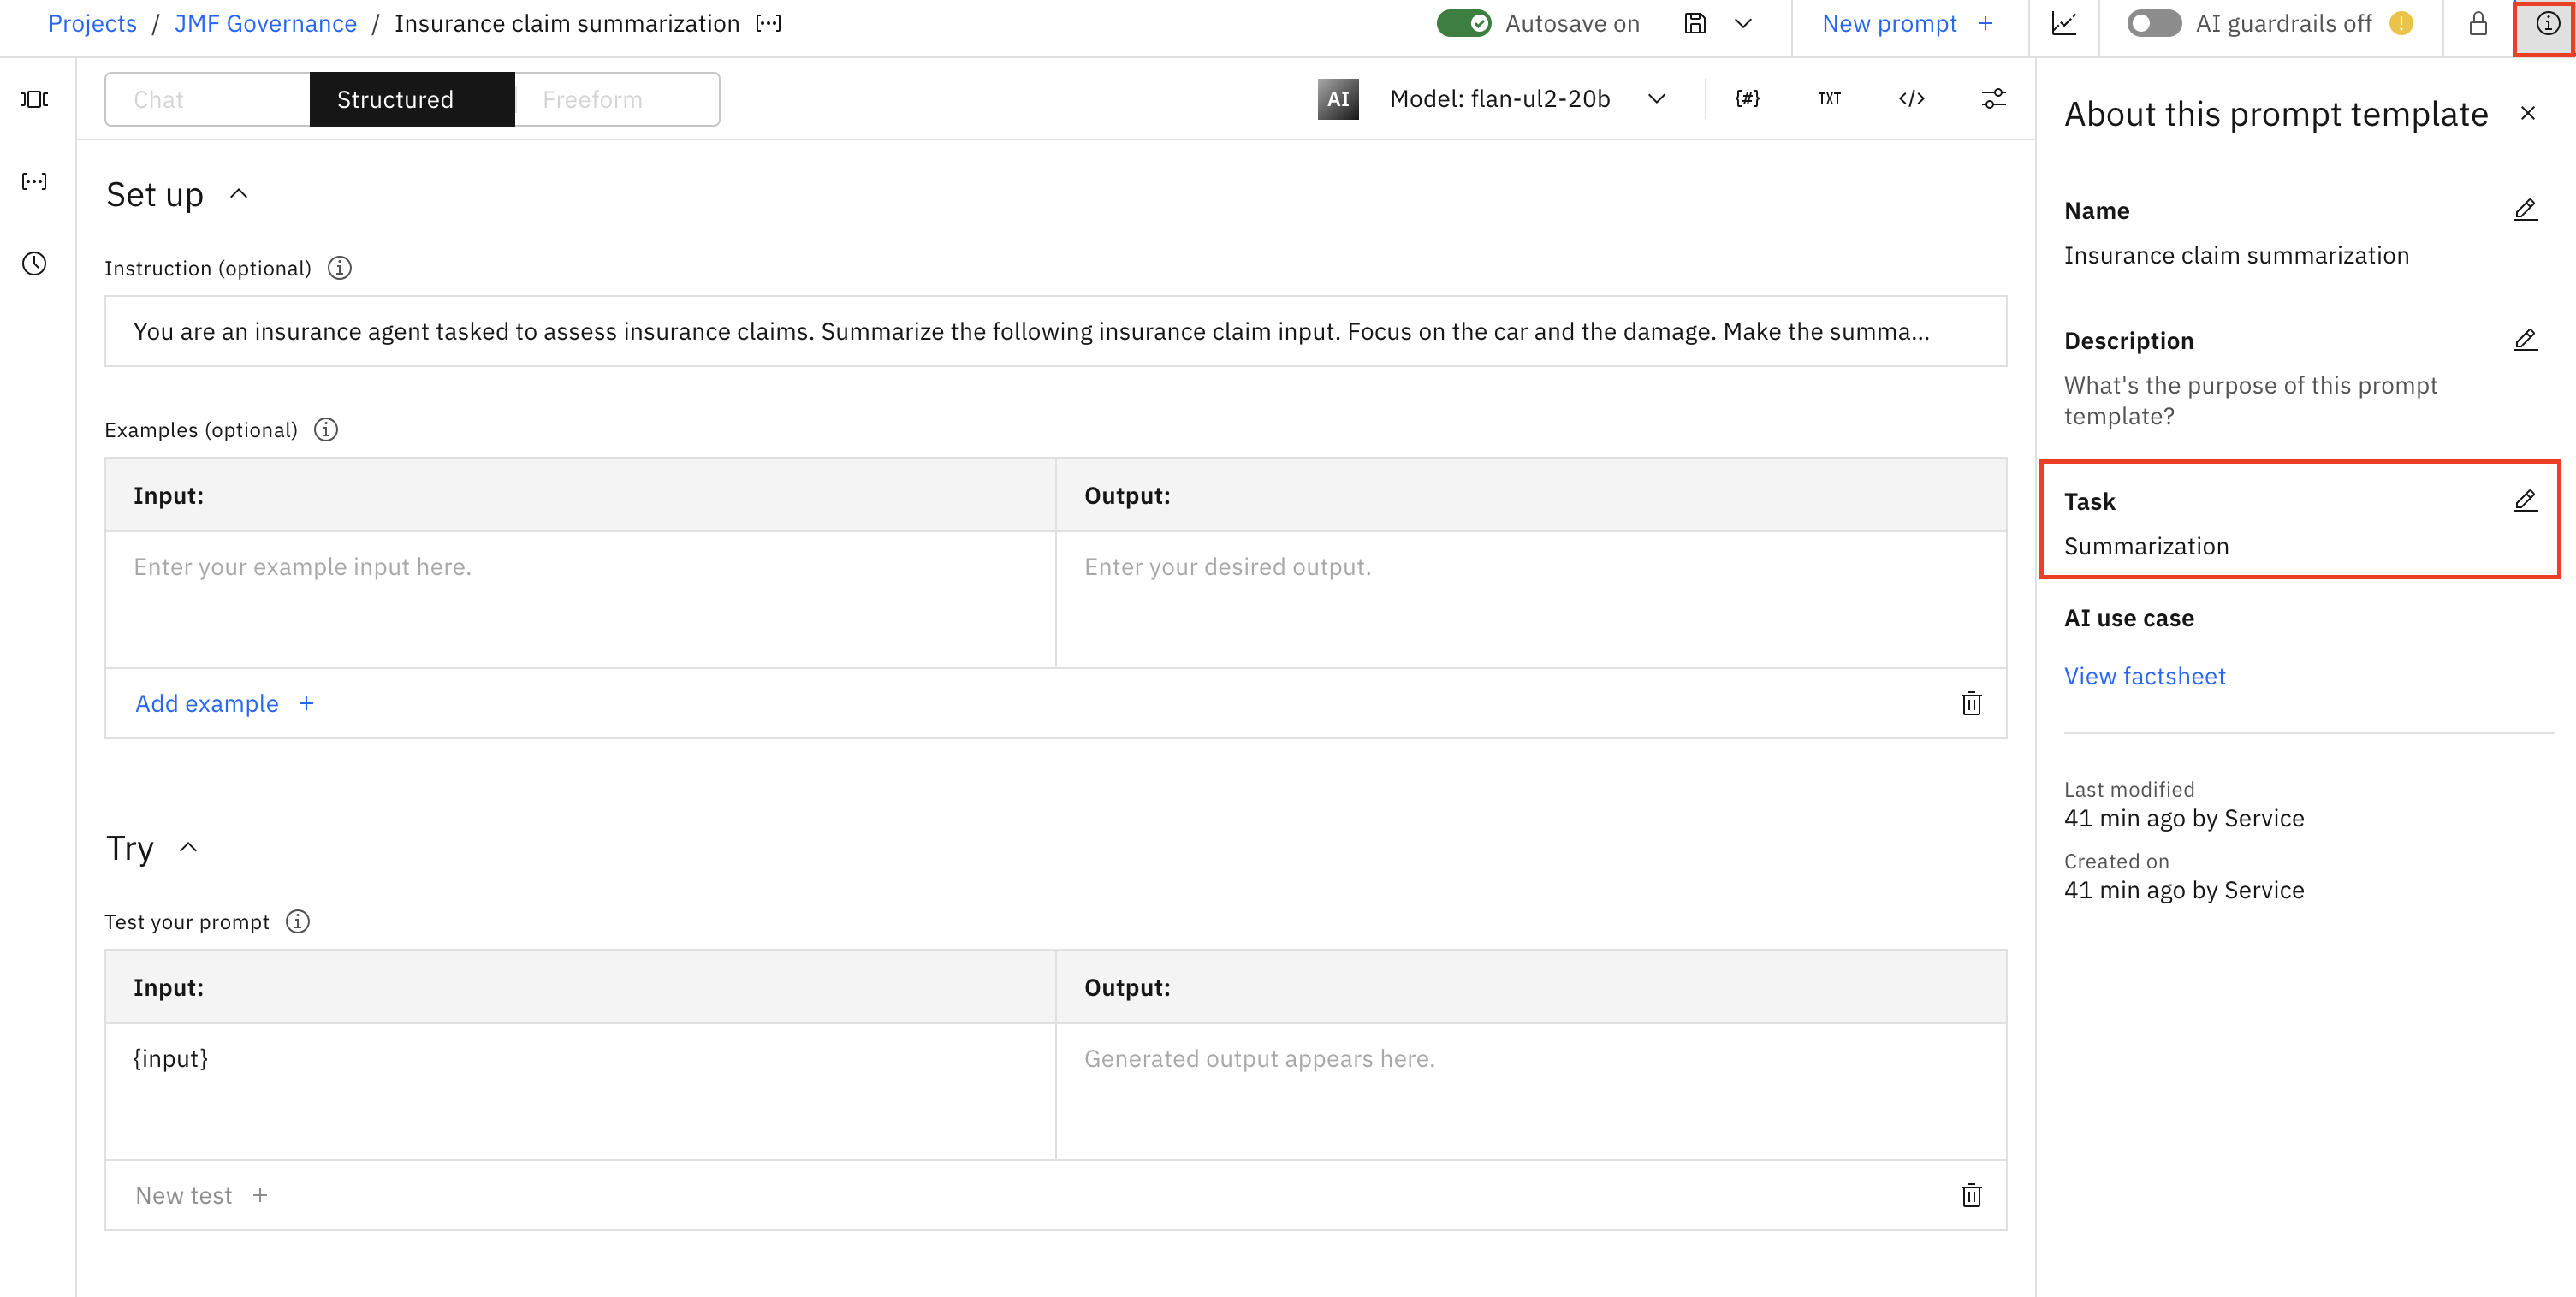 Projects / JMF Governance / Insurance claim summarization [...]
Autosave on
New prompt +
AI guardrails off
Chat
Structured
Freeform
AI
Model: flan-ul2-20b
{#}
TXT
</>
Set up
Instruction (optional)
You are an insurance agent tasked to assess insurance claims. Summarize the following insurance claim input. Focus on the car and the damage. Make the summa...
Examples (optional)
Input:
Output:
Enter your example input here.
Enter your desired output.
Add example +
Try
Test your prompt
Input:
Output:
{input}
Generated output appears here.
New test +
About this prompt template
Name
Insurance claim summarization
Description
What's the purpose of this prompt
template?
Task
Summarization
AI use case
View factsheet
Last modified
41 min ago by Service
Created on
41 min ago by Service